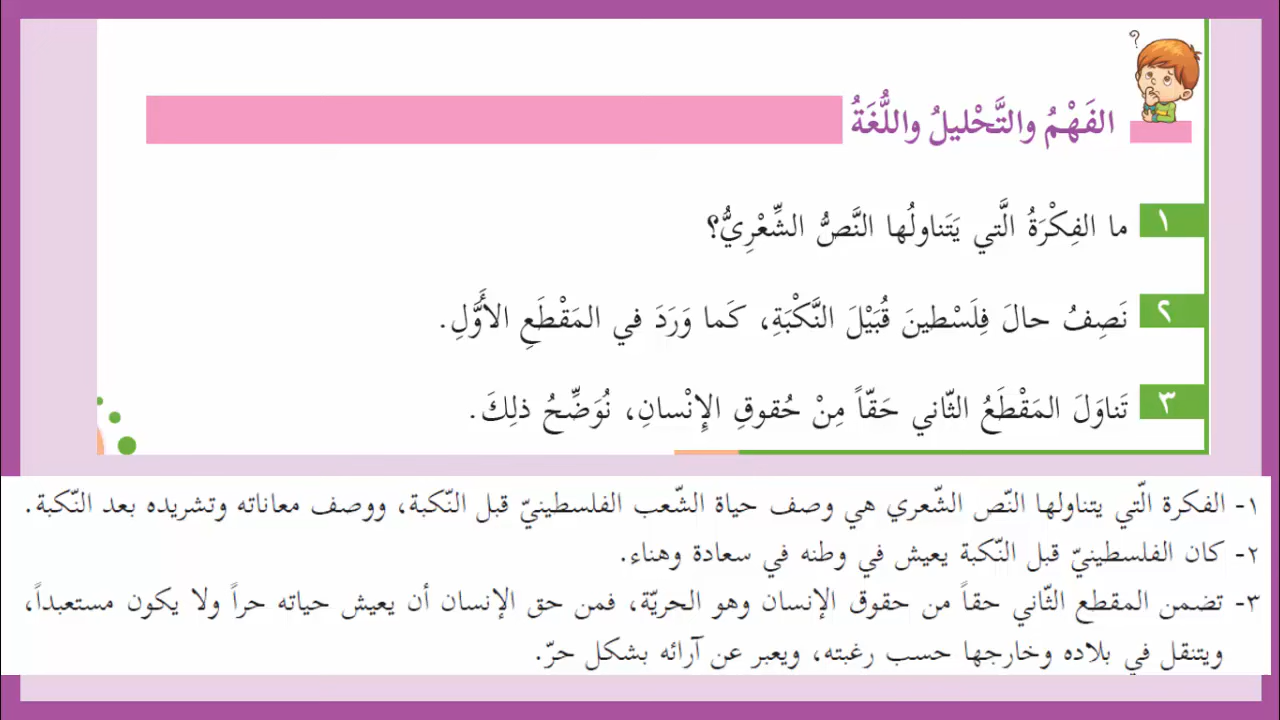 ؟
الفَهْمُ والتَّحْليلُ واللُّغَةُ
١ ما الفِكْرَةُ الَّتي يَتَناولُها النَّصُّ الشِّعْرِيُّ؟
٢ نَصِفُ حالَ فِلَسْطينَ قُبَيْلَ النَّكْبَةِ، كَما وَرَدَ في المَقْطَعِ الأَوَّلِ.
٣ تَناوَلَ المَقْطَعُ الثّاني حَقّاً مِنْ حُقوقِ الإِنْسانِ، نُوَضِّحُ ذلِكَ.
١- الفكرة الّتي يتناولها النّص الشّعري هي وصف حياة الشّعب الفلسطينيّ قبل النّكبة، ووصف معاناته وتشريده بعد النّكبة.
٢- كان الفلسطينيّ قبل النّكبة يعيش في وطنه في سعادة وهناء.
٣- تضمن المقطع الثّاني حقاً من حقوق الإنسان وهو الحريّة، فمن حق الإنسان أن يعيش حياته حراً ولا يكون مستعبداً،
ويتنقل في بلاده وخارجها حسب رغبته، ويعبر عن آرائه بشكل حرّ.